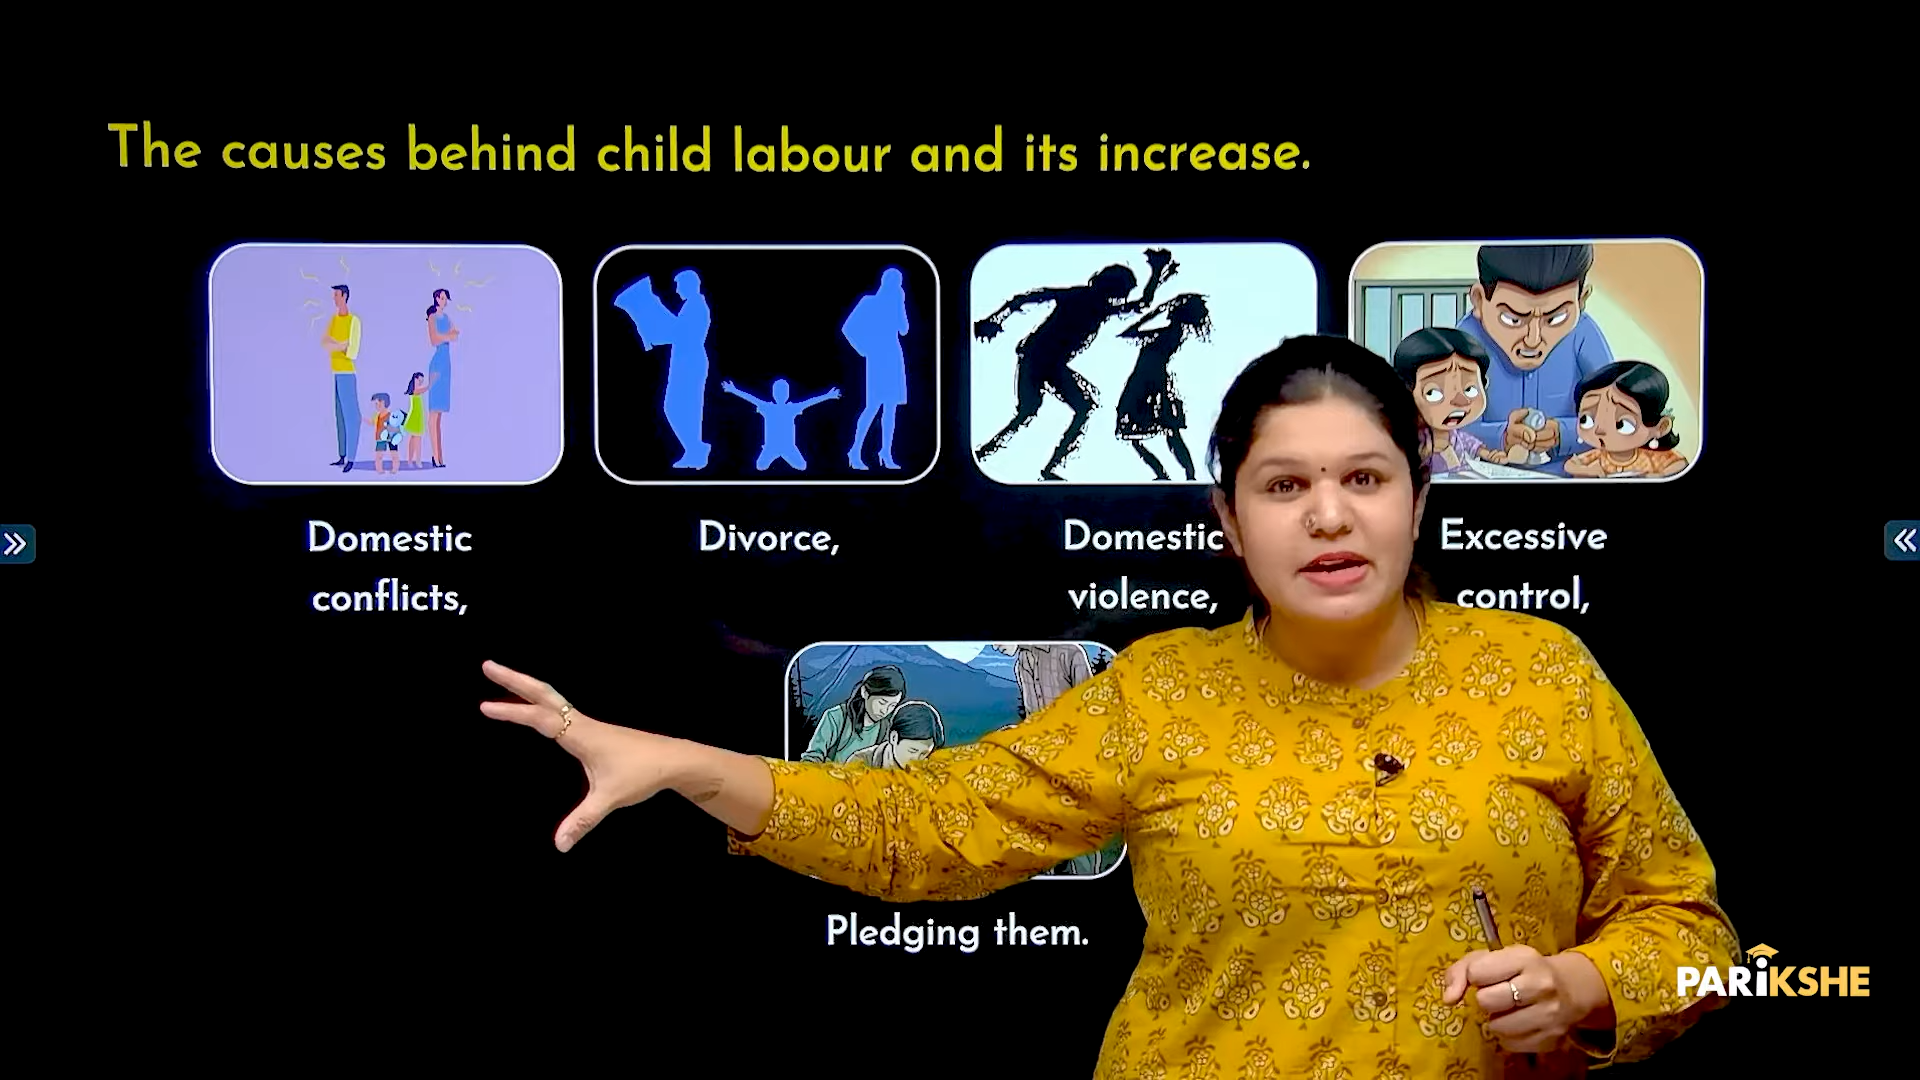 The causes behind child labour and its increase.
Domestic
conflicts,
Divorce,
Domestic
violence,
Excessive
control,
Pledging them.
PARiKSHE